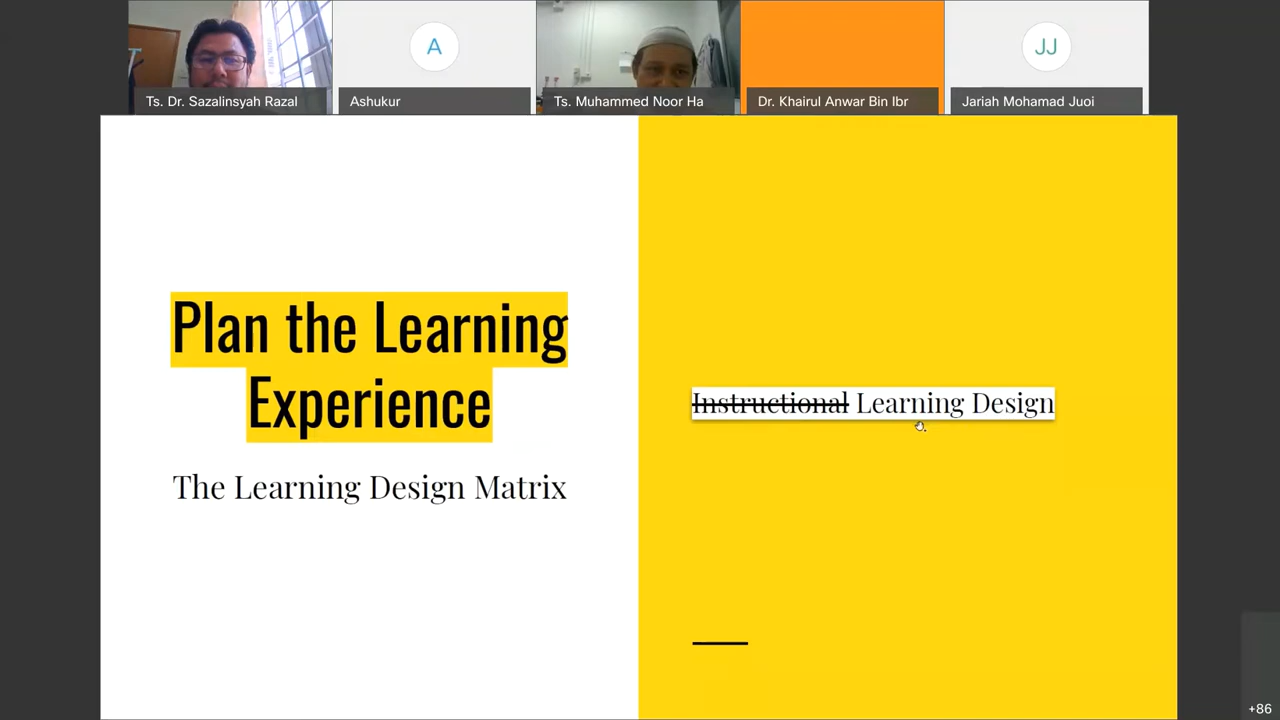 Ts. Dr. Sazalinsyah Razal
A
Ashukur
Ts. Muhammed Noor Ha
Dr. Khairul Anwar Bin Ibr
JJ
Jariah Mohamad Juoi
Plan the Learning
Experience
The Learning Design Matrix
Instructional Learning Design
+86